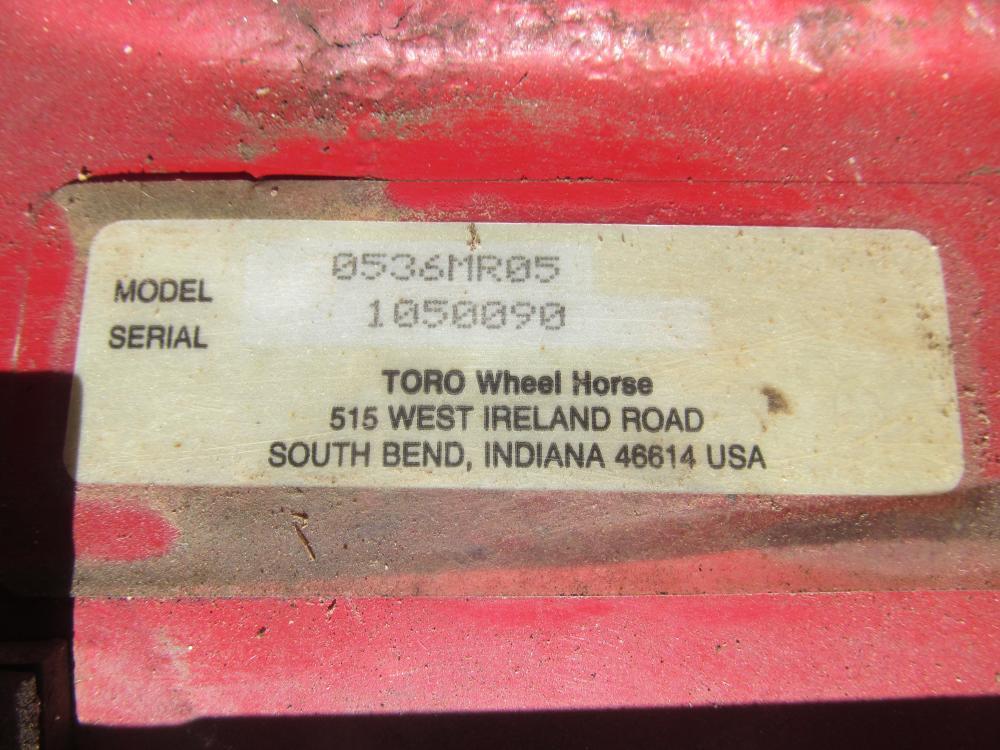 MODEL 0536MR05
SERIAL 1050090
TORO Wheel Horse
515 WEST IRELAND ROAD
SOUTH BEND, INDIANA 46614 USA